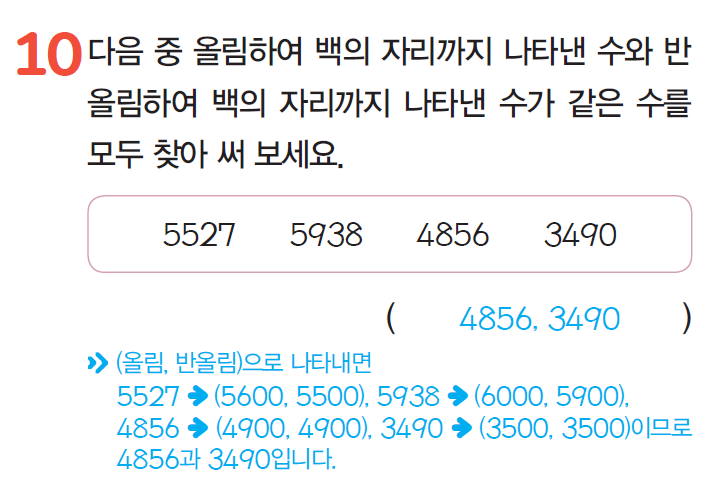 10 다음 중 올림하여 백의 자리까지 나타낸 수와 반
올림하여 백의 자리까지 나타낸 수가 같은 수를
모두 찾아 써 보세요.
5527 5938 4856 3490
( 4856, 3490 )
» (올림, 반올림)으로 나타내면
5527 ➔ (5600, 5500), 5938 ➔ (6000, 5900),
4856 ➔ (4900, 4900), 3490 ➔ (3500, 3500)이므로
4856과 3490입니다.